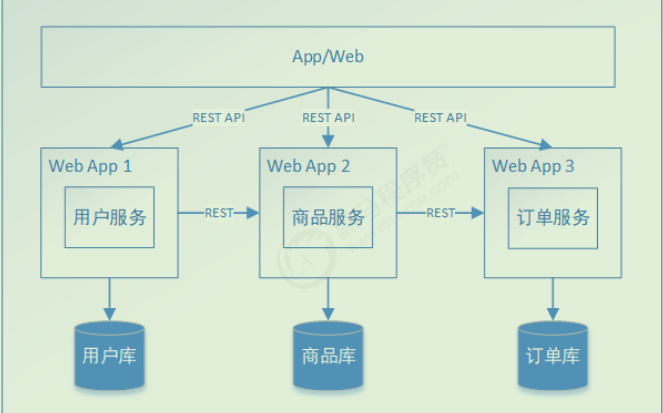 App/Web
REST API REST API REST API
Web App 1 Web App 2 Web App 3
用户服务 REST 商品服务 REST 订单服务
用户库 商品库 订单库